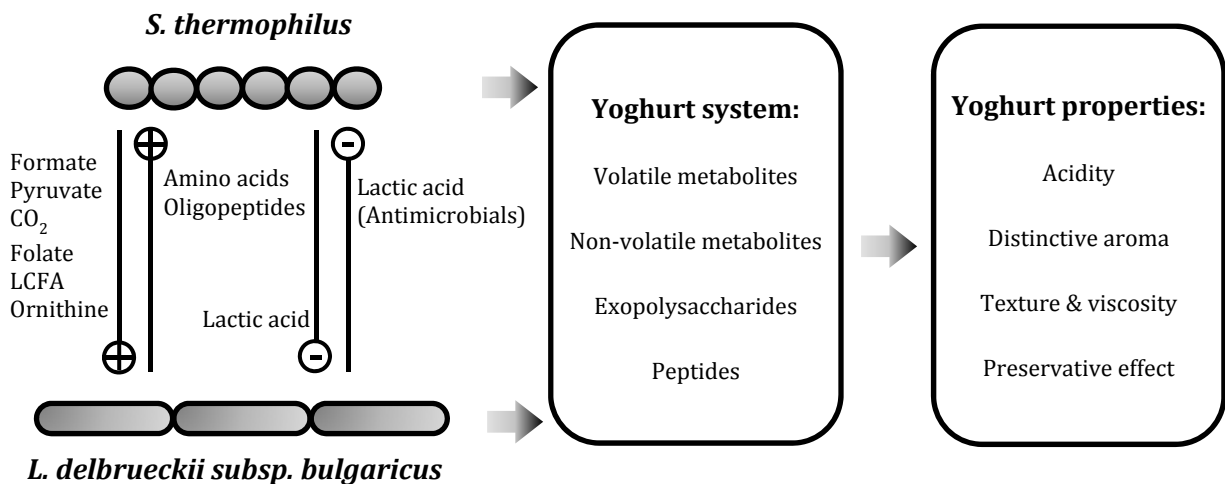 S. thermophilus
Formate
Pyruvate
CO₂
Folate
LCFA
Ornithine
+
+
Amino acids
Oligopeptides
Lactic acid
-
-
Lactic acid
(Antimicrobials)
L. delbrueckii subsp. bulgaricus
Yoghurt system:
Volatile metabolites
Non-volatile metabolites
Exopolysaccharides
Peptides
Yoghurt properties:
Acidity
Distinctive aroma
Texture & viscosity
Preservative effect